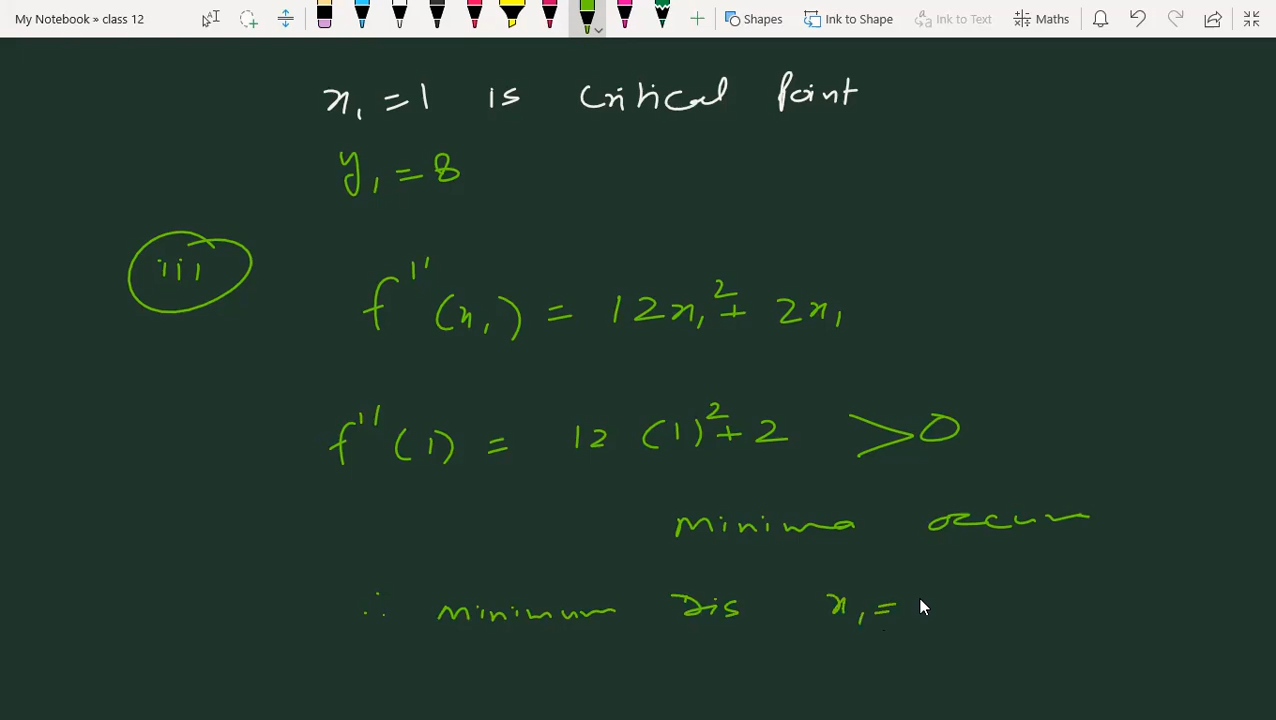 My Notebook » class 12
Shapes Ink to Shape Ink to Text Maths
x₁ = 1 is critical Point
y₁ = 8
iii
f''(x₁) = 12x₁² + 2x₁
f''(1) = 12 (1)² + 2 > 0
minima occurs
∴ minimum Dis x₁ =